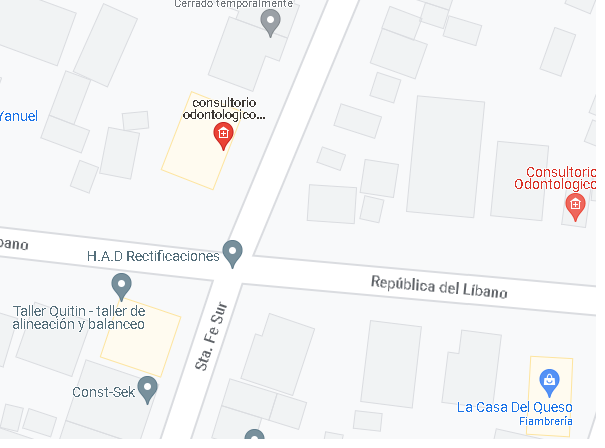 Cerrado temporalmente
consultorio
odontologico...
Yanuel
Consultorio
Odontologico
bano
H.A.D Rectificaciones
República del Líbano
Taller Quitin - taller de
alineación y balanceo
Sta. Fe Sur
Const-Sek
La Casa Del Queso
Fiambrería